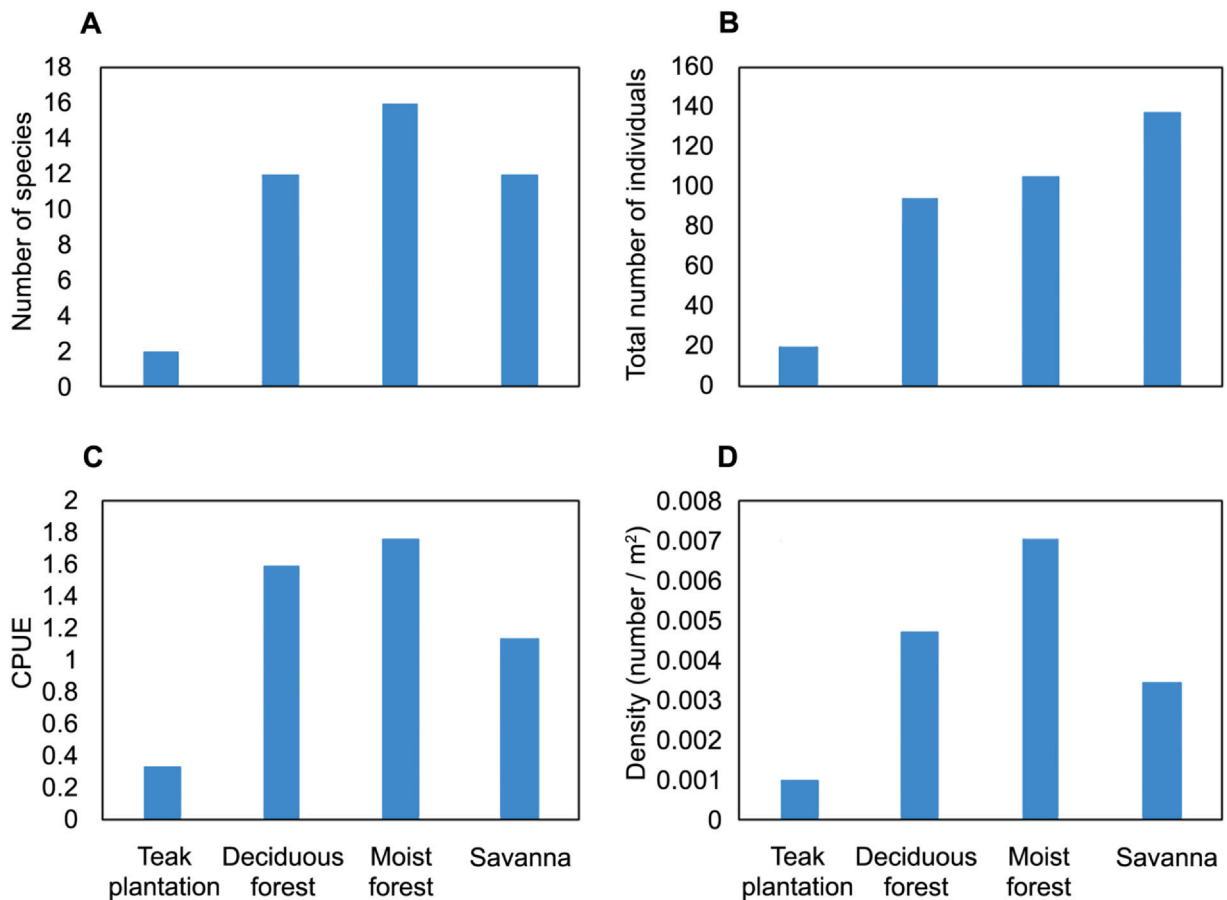 A
Number of species
18
16
14
12
10
8
6
4
2
0
B
Total number of individuals
160
140
120
100
80
60
40
20
0
C
CPUE
2
1.8
1.6
1.4
1.2
1
0.8
0.6
0.4
0.2
0
Teak
plantation
Deciduous
forest
Moist
forest
Savanna
D
Density (number / m²)
0.008
0.007
0.006
0.005
0.004
0.003
0.002
0.001
0
Teak
plantation
Deciduous
forest
Moist
forest
Savanna